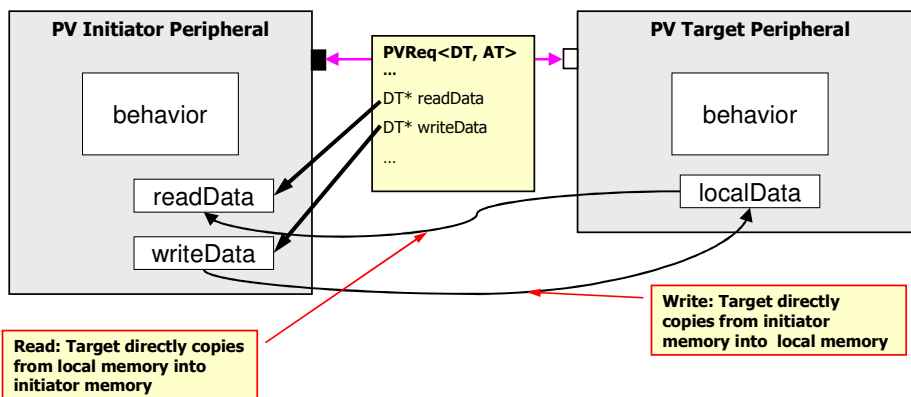 PV Initiator Peripheral
behavior
readData
writeData
PVReq<DT, AT>
...
DT* readData
DT* writeData
...
PV Target Peripheral
behavior
localData
Read: Target directly copies
from local memory into
initiator memory
Write: Target directly
copies from initiator
memory into local memory